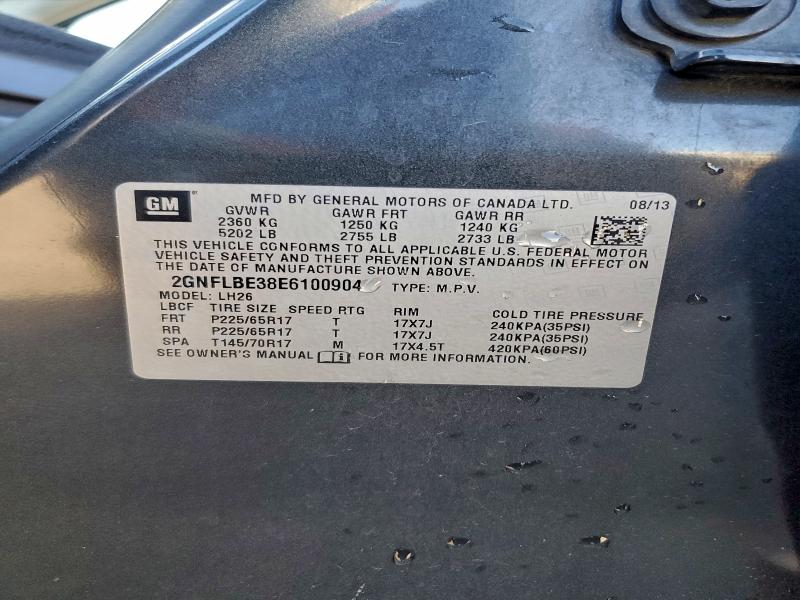 GM
MFD BY GENERAL MOTORS OF CANADA LTD. 08/13
GVWR GAWR FRT GAWR RR
2360 KG 1250 KG 1240 KG
5202 LB 2755 LB 2733 LB
THIS VEHICLE CONFORMS TO ALL APPLICABLE U.S. FEDERAL MOTOR
VEHICLE SAFETY AND THEFT PREVENTION STANDARDS IN EFFECT ON
THE DATE OF MANUFACTURE SHOWN ABOVE.
2GNFLBE38E6100904 TYPE: M.P.V.
MODEL: LH26
LBCF TIRE SIZE SPEED RTG RIM COLD TIRE PRESSURE
FRT P225/65R17 T 17X7J 240KPA(35PSI)
RR P225/65R17 T 17X7J 240KPA(35PSI)
SPA T145/70R17 M 17X4.5T 420KPA(60PSI)
SEE OWNER'S MANUAL FOR MORE INFORMATION.